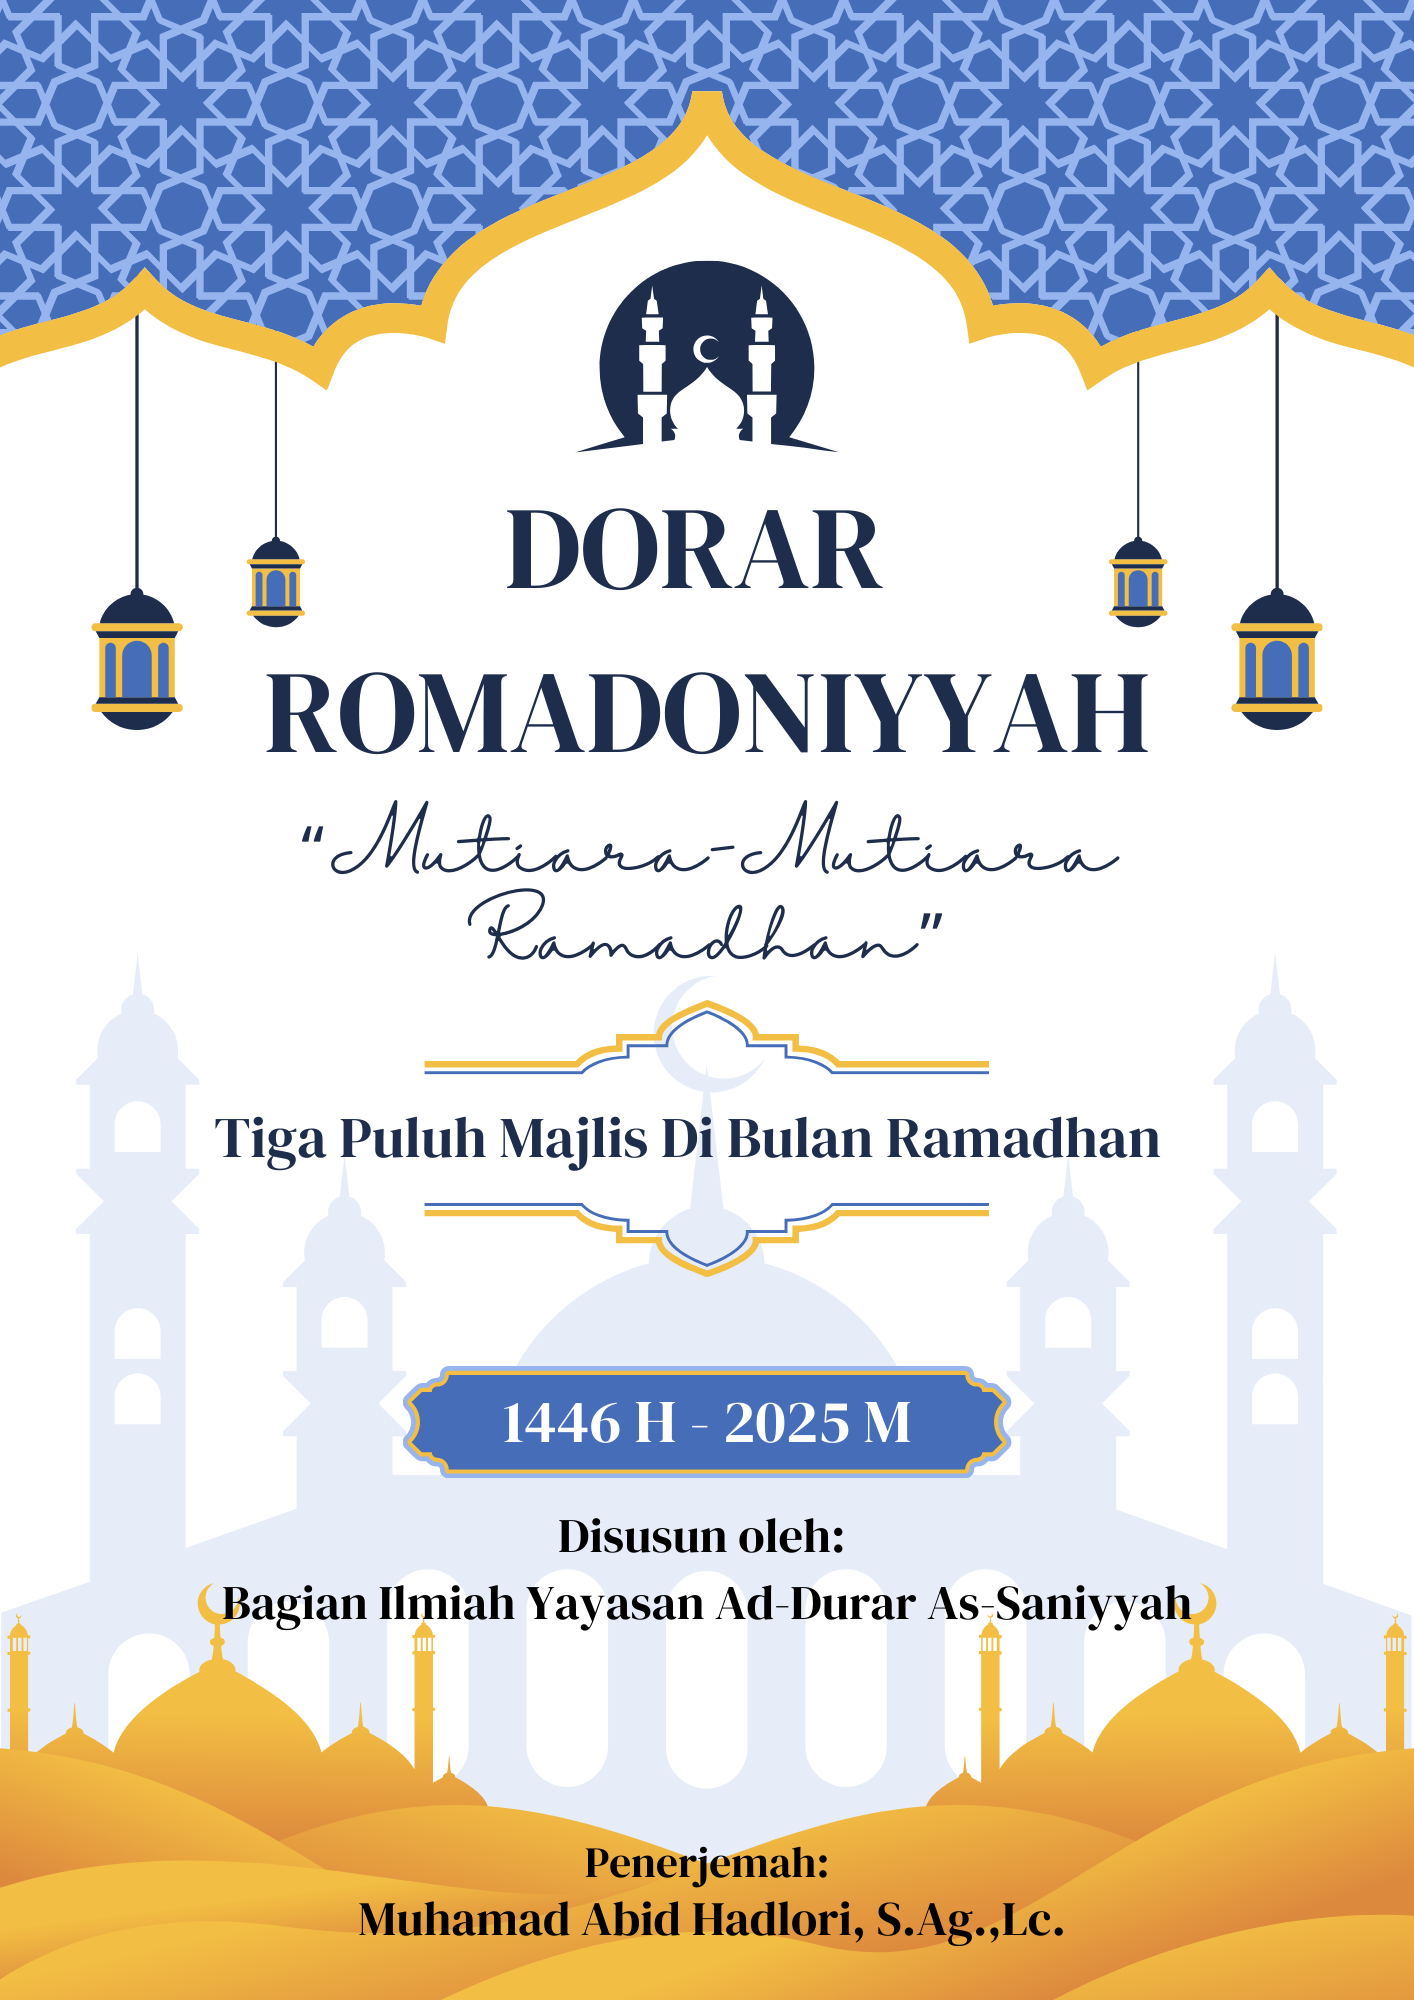 DORAR
ROMADONIYYAH
“Mutiara-Mutiara
Ramadhan”
Tiga Puluh Majlis Di Bulan Ramadhan
1446 H - 2025 M
Disusun oleh:
Bagian Ilmiah Yayasan Ad-Durar As-Saniyyah
Penerjemah:
Muhamad Abid Hadlori, S.Ag.,Lc.